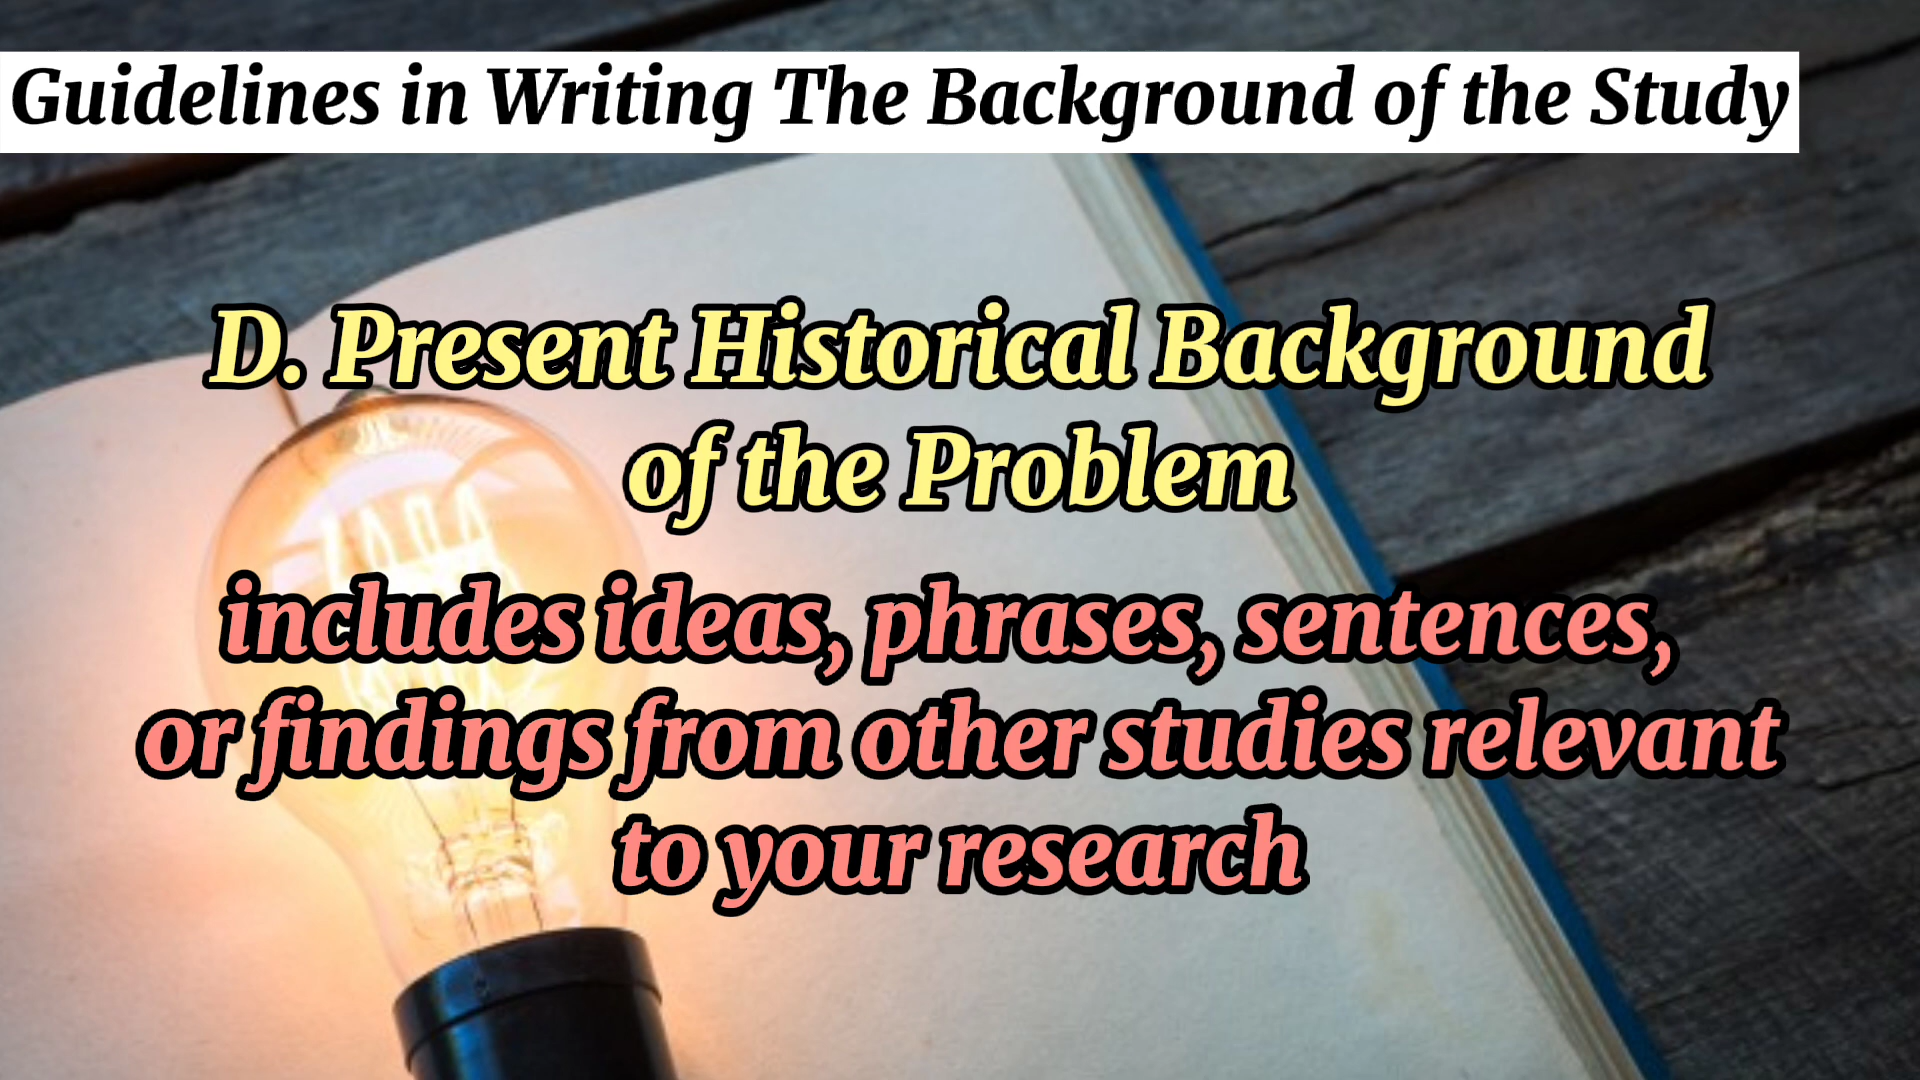 Guidelines in Writing The Background of the Study
D. Present Historical Background
of the Problem
includes ideas, phrases, sentences,
or findings from other studies relevant
to your research